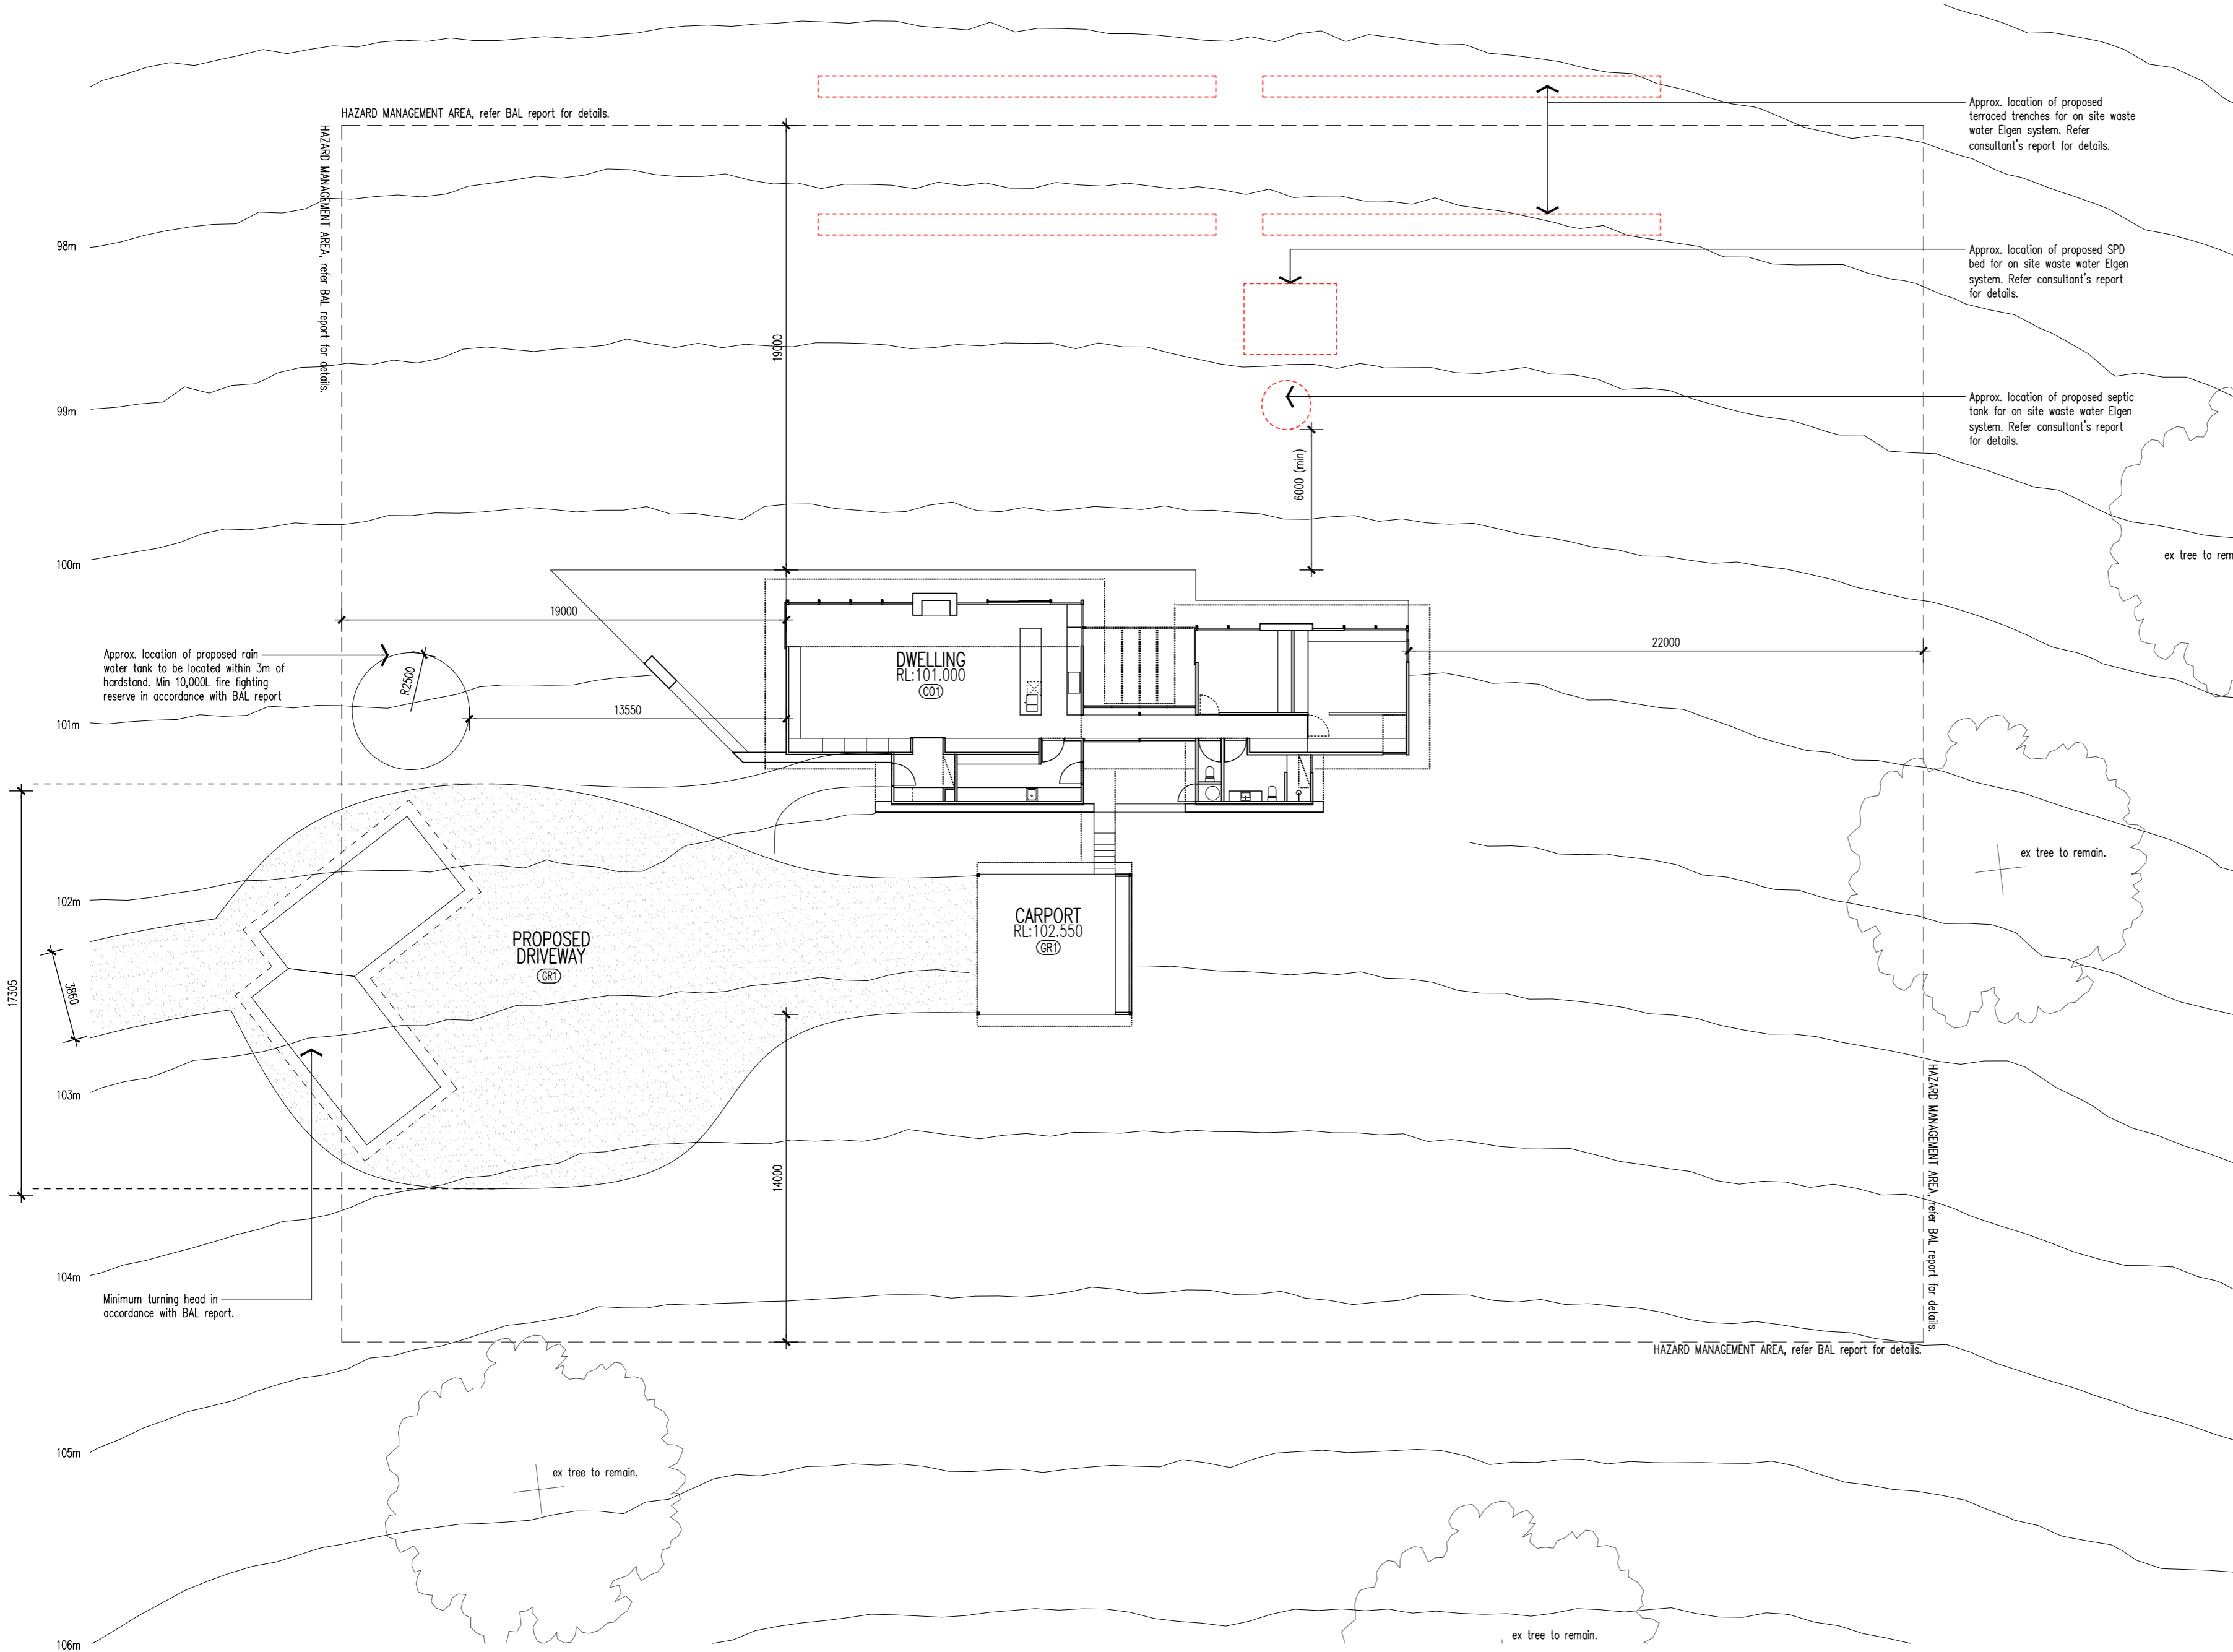 HAZARD MANAGEMENT AREA, refer BAL report for details.
HAZARD MANAGEMENT AREA, refer BAL report for details.
Approx. location of proposed
terraced trenches for on site waste
water Elgen system. Refer
consultant's report for details.
98m
Approx. location of proposed SPD
bed for on site waste water Elgen
system. Refer consultant's report
for details.
19000
99m
Approx. location of proposed septic
tank for on site waste water Elgen
system. Refer consultant's report
for details.
6000 (min)
100m
ex tree to rem
19000
22000
Approx. location of proposed rain
water tank to be located within 3m of
hardstand. Min 10,000L fire fighting
reserve in accordance with BAL report
R2500
DWELLING
RL:101.000
C01
13550
101m
ex tree to remain.
102m
CARPORT
RL:102.550
GR1
PROPOSED
DRIVEWAY
GR1
17305
3860
103m
HAZARD MANAGEMENT AREA, refer BAL report for details.
14000
104m
Minimum turning head in
accordance with BAL report.
HAZARD MANAGEMENT AREA, refer BAL report for details.
105m
ex tree to remain.
106m
ex tree to remain.